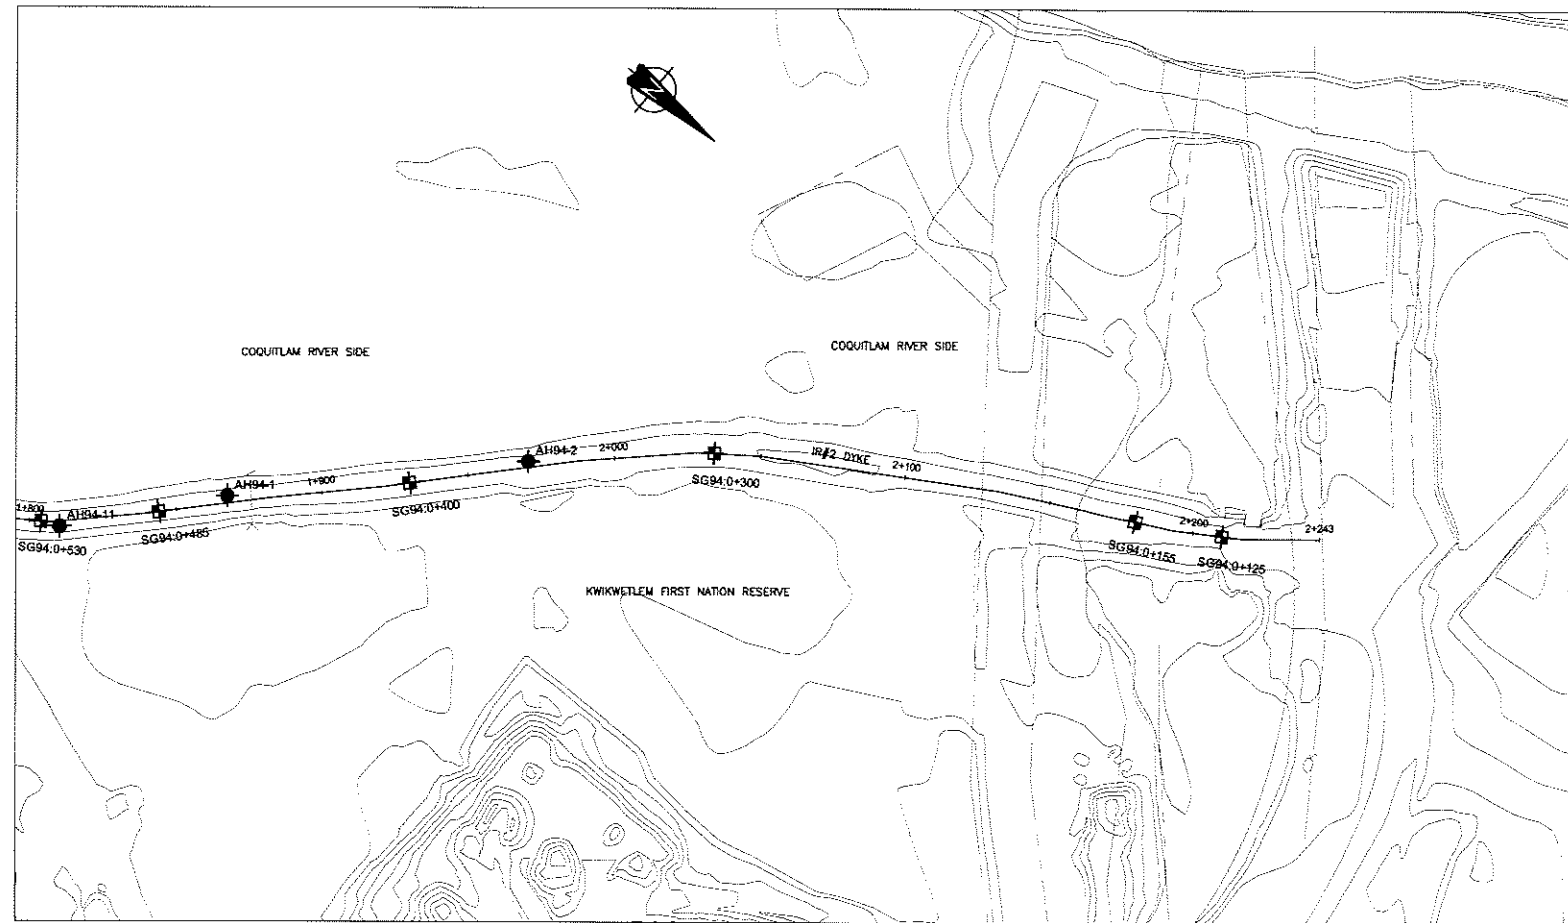 COQUITLAM RIVER SIDE
COQUITLAM RIVER SIDE
AH94-2
2+000
IR#2 DYKE
2+100
SG94:0+300
AH94-1
1+900
SG94:0+400
1+800
AH94-11
SG94:0+530
SG94:0+485
2+200
2+243
SG94:0+155
SG94:0+125
KWIKWETLEM FIRST NATION RESERVE